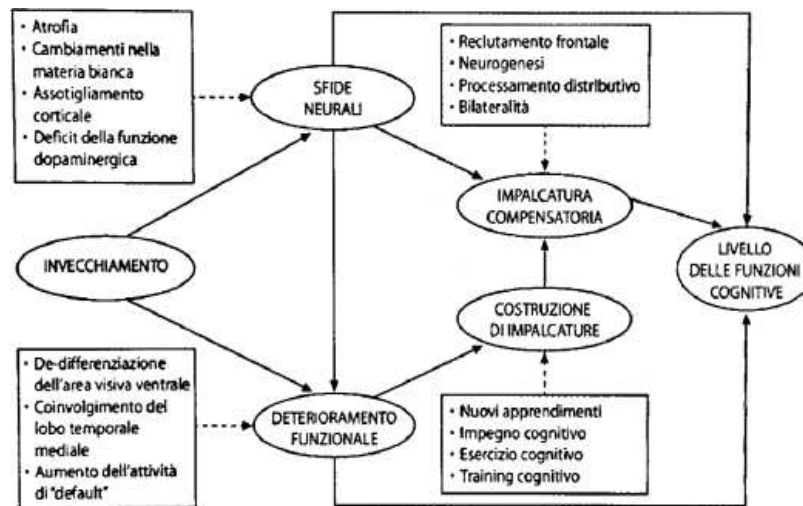 • Atrofia
• Cambiamenti nella
materia bianca
• Assotigliamento
corticale
• Deficit della funzione
dopaminergica
SFIDE
NEURALI
• Reclutamento frontale
• Neurogenesi
• Processamento distributivo
• Bilateralità
IMPALCATURA
COMPENSATORIA
INVECCHIAMENTO
LIVELLO
DELLE FUNZIONI
COGNITIVE
COSTRUZIONE
DI IMPALCATURE
• De-differenziazione
dell'area visiva ventrale
• Coinvolgimento del
lobo temporale
mediale
• Aumento dell'attività
di "default"
DETERIORAMENTO
FUNZIONALE
• Nuovi apprendimenti
• Impegno cognitivo
• Esercizio cognitivo
• Training cognitivo